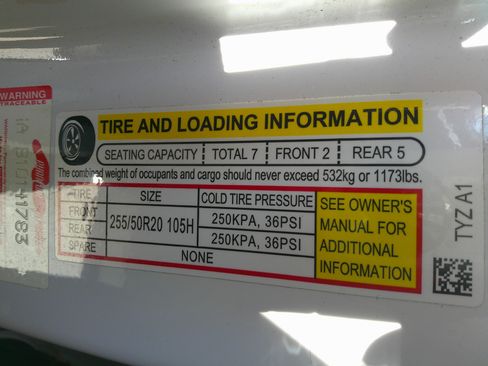 TIRE AND LOADING INFORMATION
SEATING CAPACITY TOTAL 7 FRONT 2 REAR 5
The combined weight of occupants and cargo should never exceed 532kg or 1173lbs.
TIRE SIZE COLD TIRE PRESSURE
FRONT 255/50R20 105H 250KPA, 36PSI
REAR 250KPA, 36PSI
SPARE NONE
SEE OWNER'S
MANUAL FOR
ADDITIONAL
INFORMATION
TYZ A1
WARNING
TRACEABLE